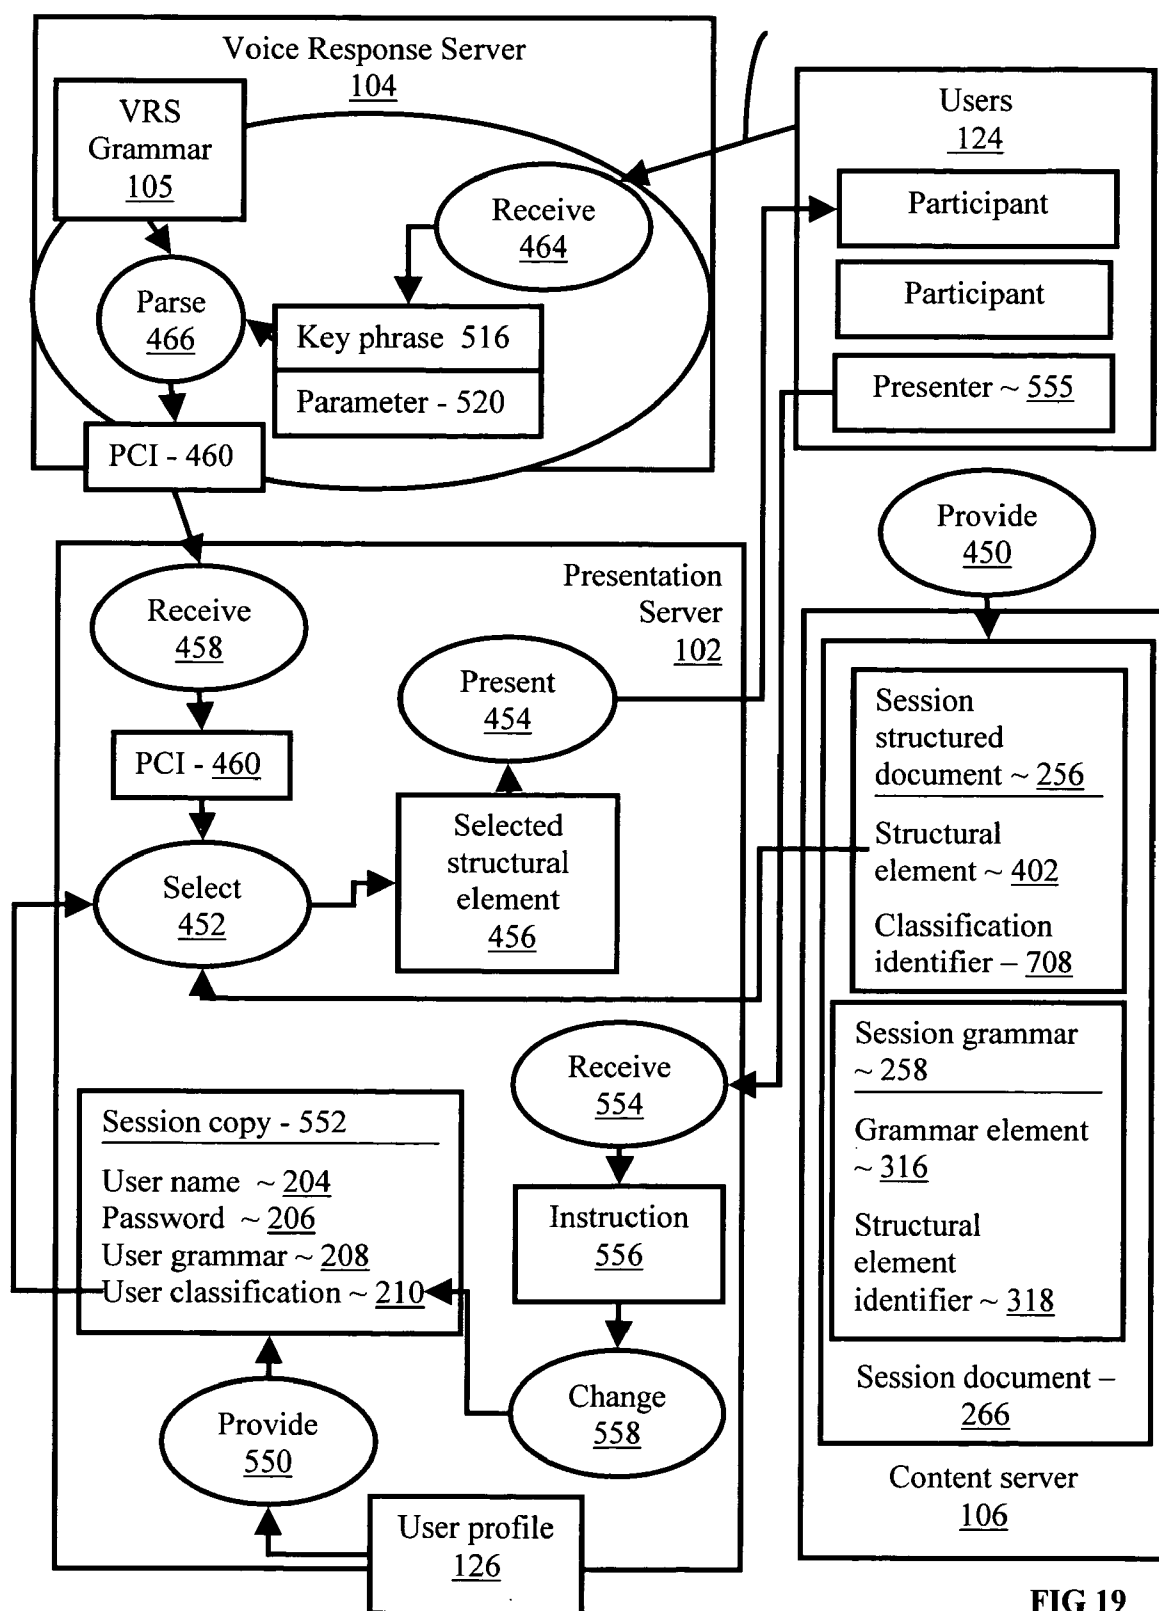 Voice Response Server
104
VRS
Grammar
105
Receive
464
Parse
466
Key phrase 516
Parameter - 520
PCI - 460
Users
124
Participant
Participant
Presenter ~ 555
Provide
450
Presentation
Server
102
Receive
458
Present
454
PCI - 460
Selected
structural
element
456
Select
452
Session
structured
document ~ 256
Structural
element ~ 402
Classification
identifier – 708
Session grammar
~ 258
Grammar element
~ 316
Structural
element
identifier ~ 318
Session document –
266
Content server
106
Receive
554
Instruction
556
Change
558
Session copy - 552
User name ~ 204
Password ~ 206
User grammar ~ 208
User classification ~ 210
Provide
550
User profile
126
FIG 19